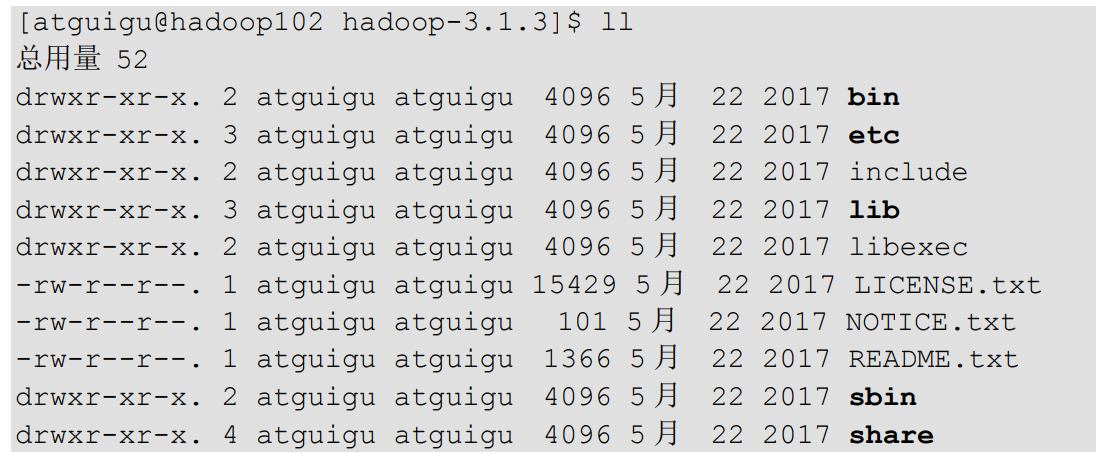 [atguigu@hadoop102 hadoop-3.1.3]$ ll
总用量 52
drwxr-xr-x. 2 atguigu atguigu  4096 5月  22 2017 bin
drwxr-xr-x. 3 atguigu atguigu  4096 5月  22 2017 etc
drwxr-xr-x. 2 atguigu atguigu  4096 5月  22 2017 include
drwxr-xr-x. 3 atguigu atguigu  4096 5月  22 2017 lib
drwxr-xr-x. 2 atguigu atguigu  4096 5月  22 2017 libexec
-rw-r--r--. 1 atguigu atguigu 15429 5月  22 2017 LICENSE.txt
-rw-r--r--. 1 atguigu atguigu   101 5月  22 2017 NOTICE.txt
-rw-r--r--. 1 atguigu atguigu  1366 5月  22 2017 README.txt
drwxr-xr-x. 2 atguigu atguigu  4096 5月  22 2017 sbin
drwxr-xr-x. 4 atguigu atguigu  4096 5月  22 2017 share